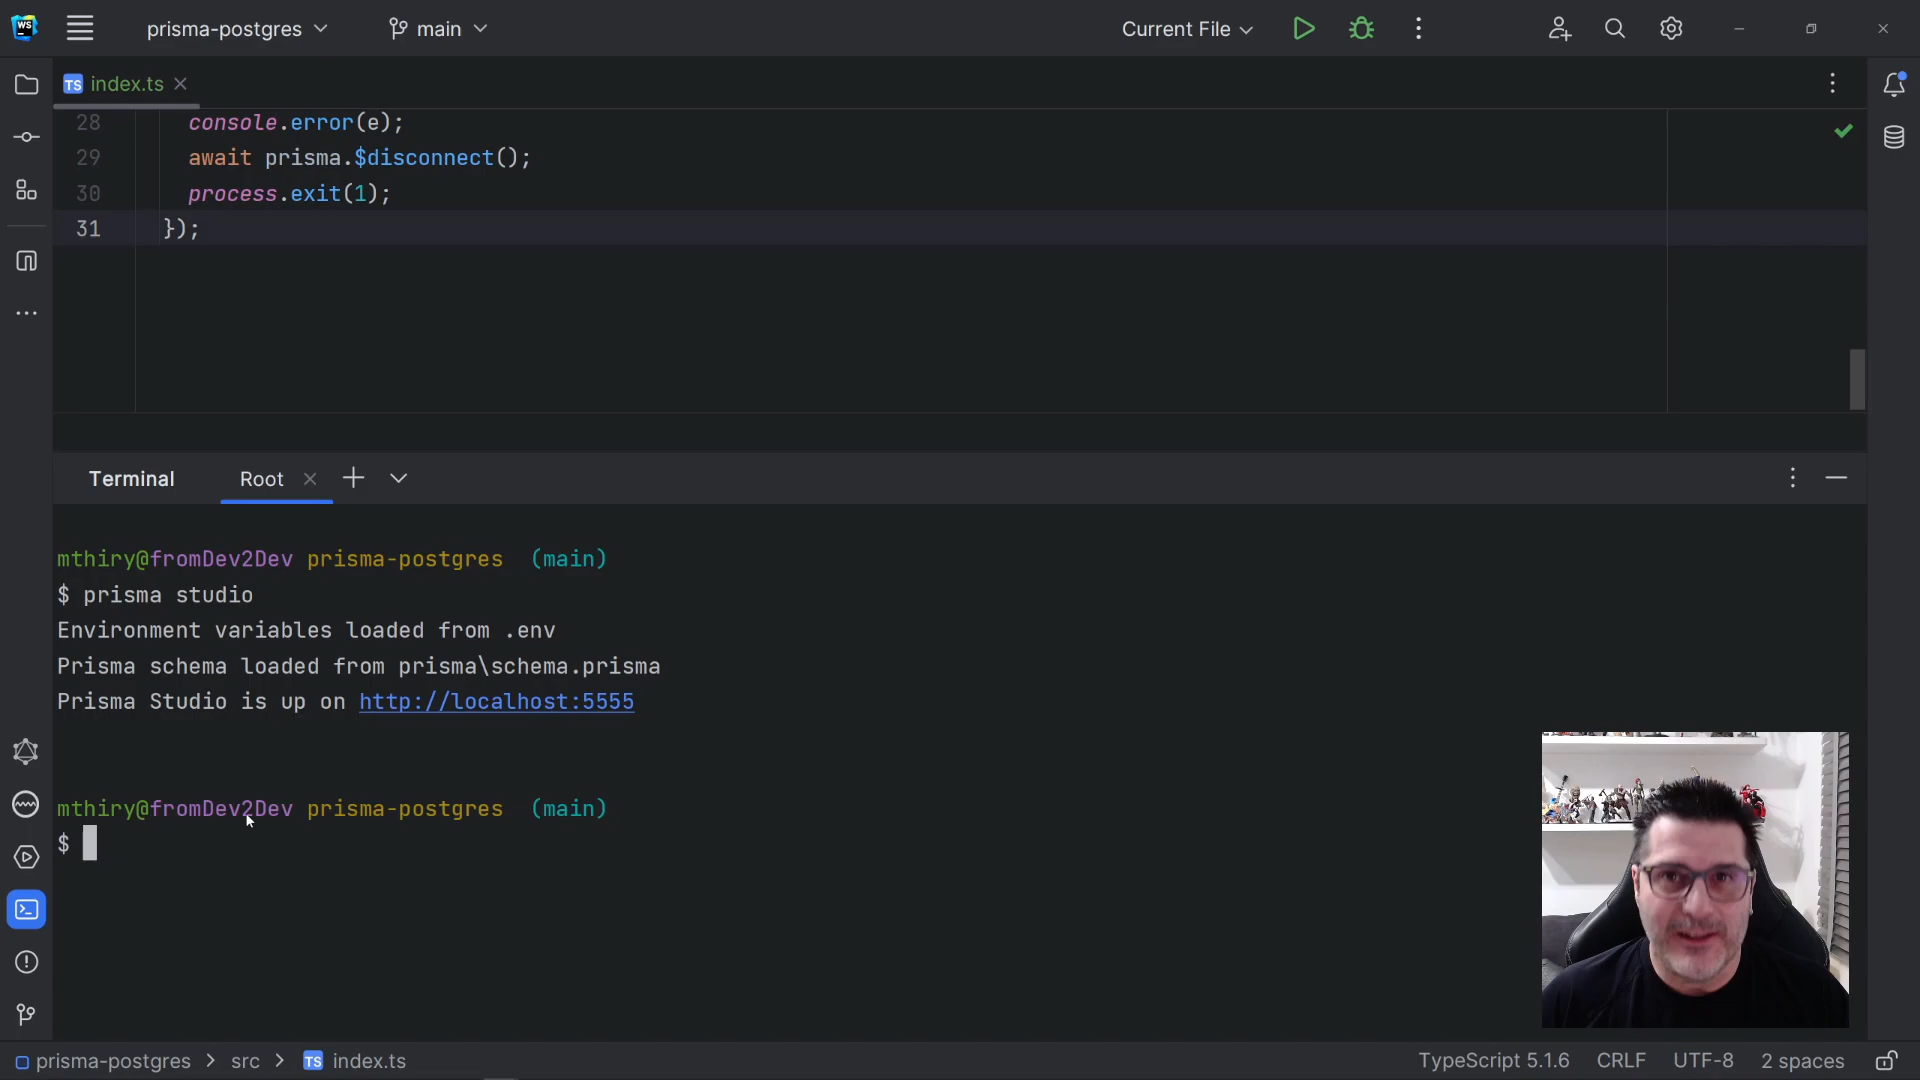 WS
prisma-postgres
main
Current File
TS index.ts
28 console.error(e);
29 await prisma.$disconnect();
30 process.exit(1);
31 });
Terminal
Root
mthiry@fromDev2Dev prisma-postgres (main)
$ prisma studio
Environment variables loaded from .env
Prisma schema loaded from prisma\schema.prisma
Prisma Studio is up on http://localhost:5555
mthiry@fromDev2Dev prisma-postgres (main)
$
prisma-postgres > src > TS index.ts
TypeScript 5.1.6 CRLF UTF-8 2 spaces